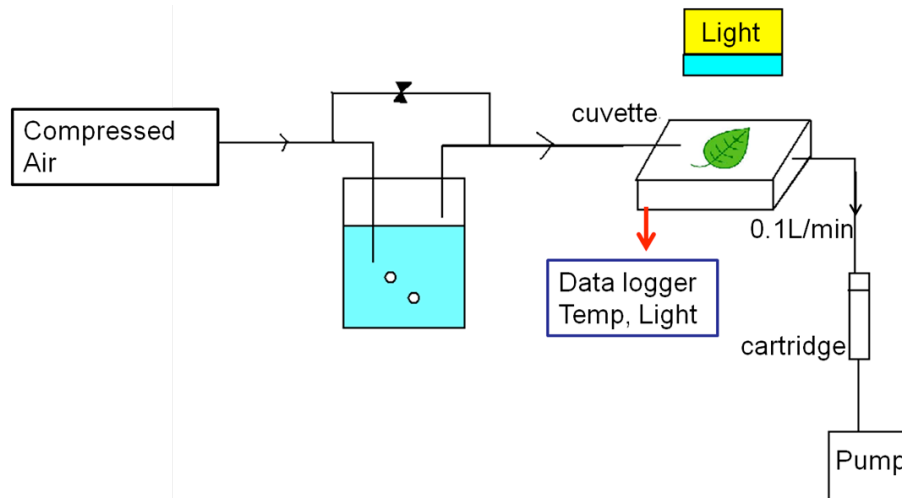 Light
cuvette
Compressed
Air
0.1L/min
Data logger
Temp, Light
cartridge
Pump